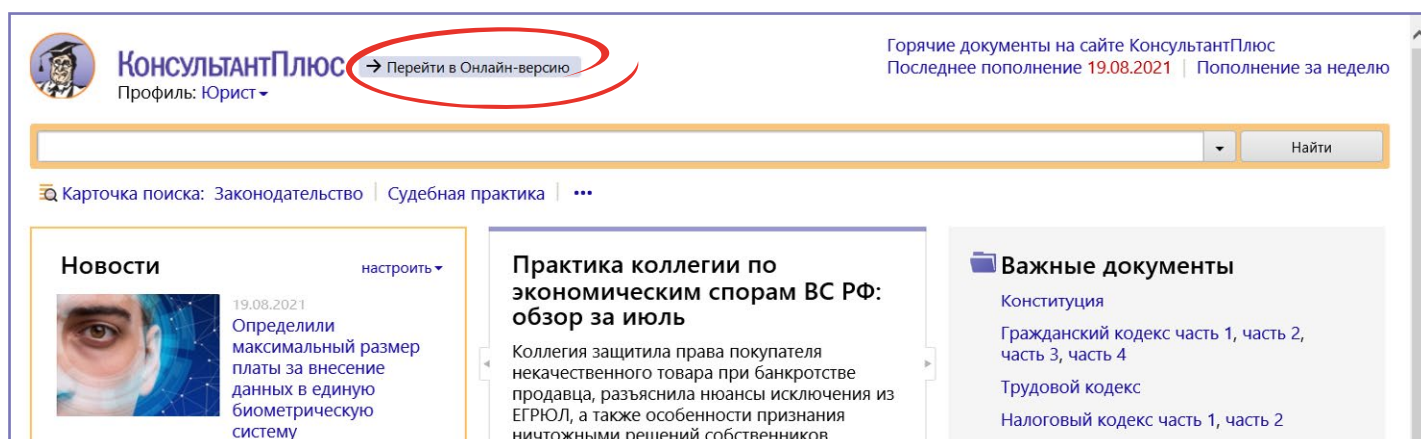 КонсультантПлюс → Перейти в Онлайн-версию
Профиль: Юрист
Горячие документы на сайте КонсультантПлюс
Последнее пополнение 19.08.2021 | Пополнение за неделю
Найти
Карточка поиска: Законодательство | Судебная практика | •••
Новости настроить
19.08.2021
Определили
максимальный размер
платы за внесение
данных в единую
биометрическую
систему
Практика коллегии по
экономическим спорам ВС РФ:
обзор за июль
Коллегия защитила права покупателя
некачественного товара при банкротстве
продавца, разъяснила нюансы исключения из
ЕГРЮЛ, а также особенности признания
ничтожными решений собственников
Важные документы
Конституция
Гражданский кодекс часть 1, часть 2,
часть 3, часть 4
Трудовой кодекс
Налоговый кодекс часть 1, часть 2